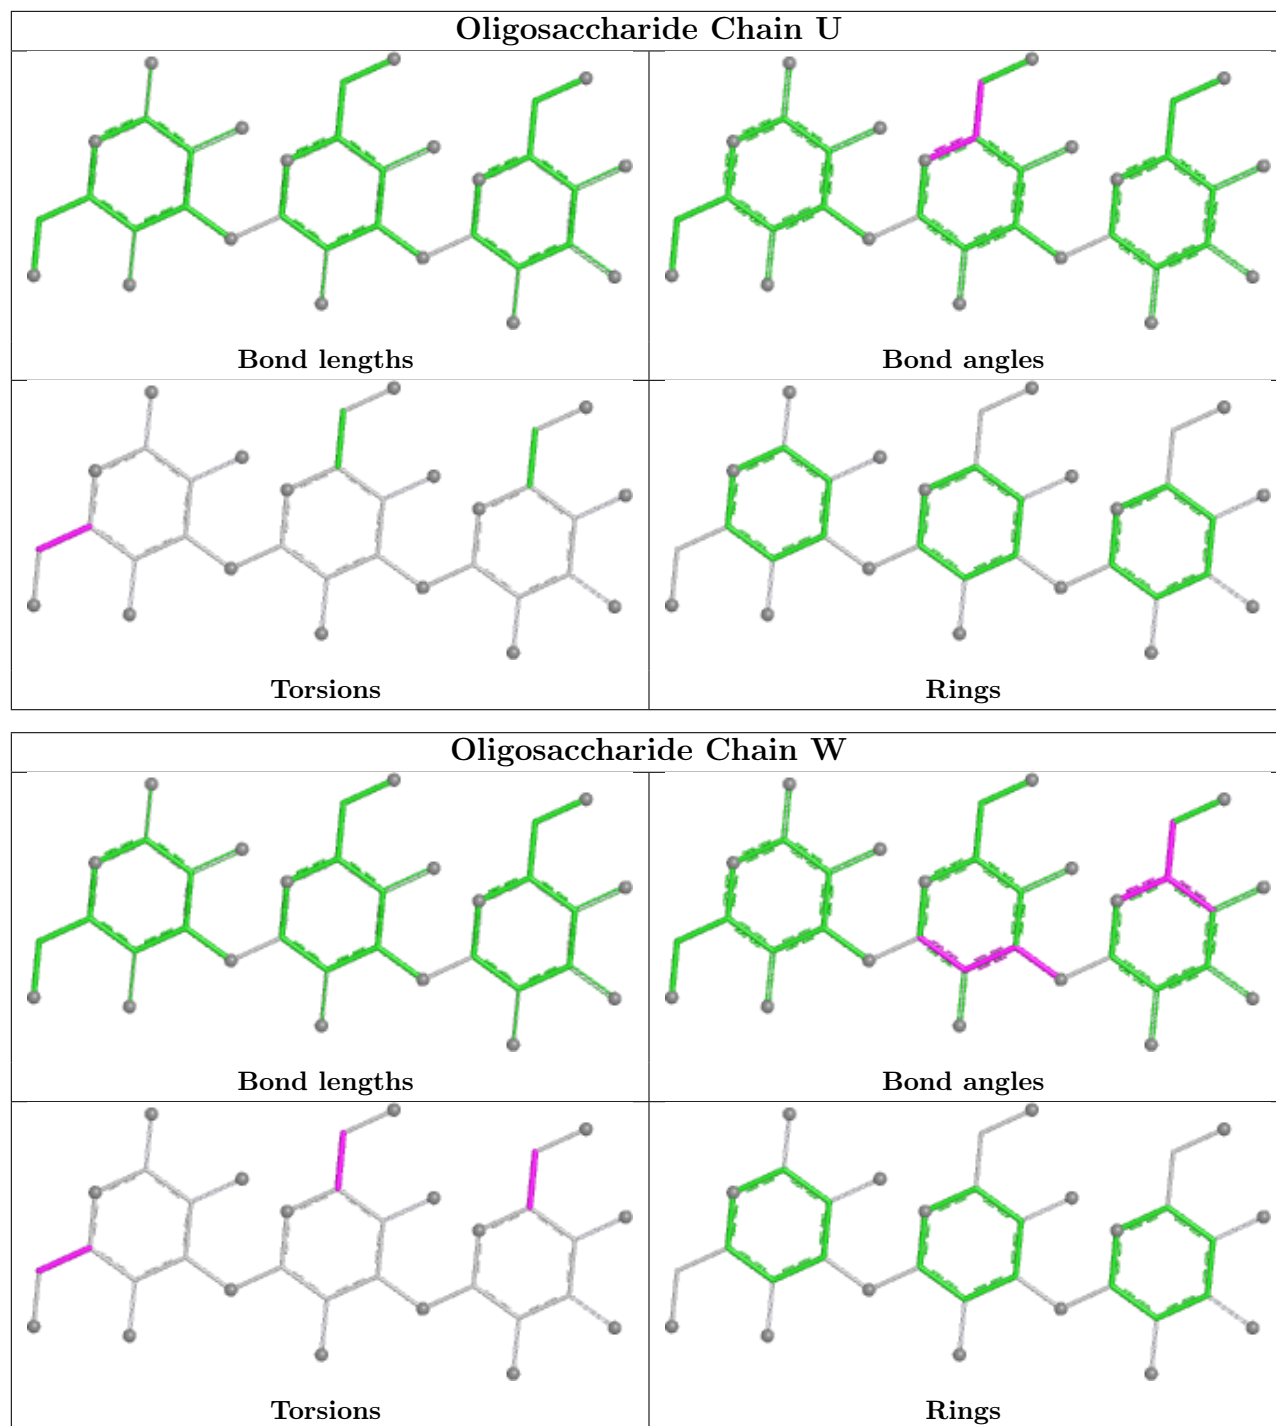 Oligosaccharide Chain U
Bond lengths
Bond angles
Torsions
Rings
Oligosaccharide Chain W
Bond lengths
Bond angles
Torsions
Rings